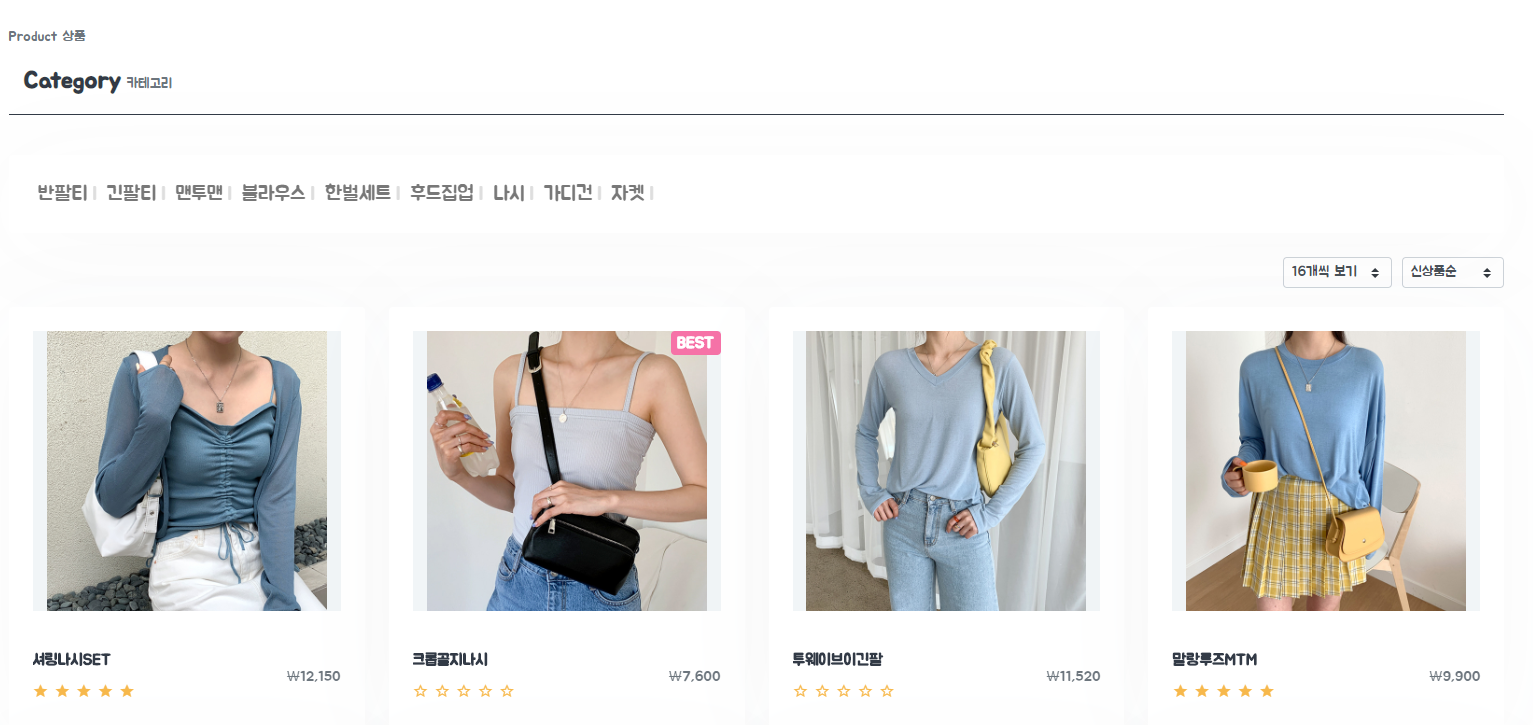 Product 상품
Category 카테고리
반팔티 | 긴팔티 | 맨투맨 | 블라우스 | 한벌세트 | 후드집업 | 나시 | 가디건 | 자켓 |
16개씩 보기 신상품순
BEST
셔링나시SET
₩12,150
크롭골지나시
₩7,600
투웨이브이긴팔
₩11,520
말랑루즈MTM
₩9,900